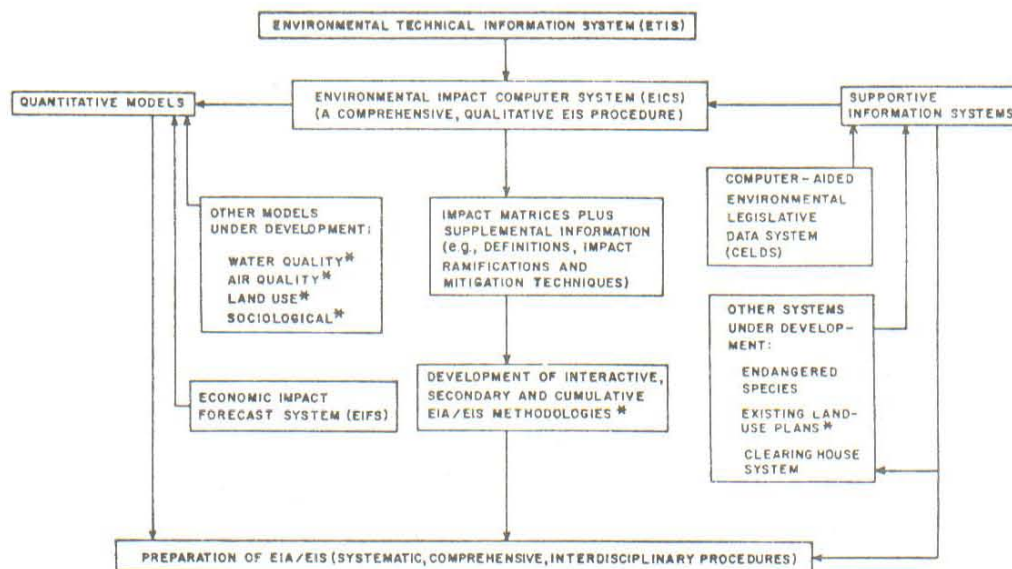 ENVIRONMENTAL TECHNICAL INFORMATION SYSTEM (ETIS)
QUANTITATIVE MODELS
ENVIRONMENTAL IMPACT COMPUTER SYSTEM (EICS)
(A COMPREHENSIVE, QUALITATIVE EIS PROCEDURE)
SUPPORTIVE
INFORMATION SYSTEMS
OTHER MODELS
UNDER DEVELOPMENT:
WATER QUALITY*
AIR QUALITY*
LAND USE*
SOCIOLOGICAL*
IMPACT MATRICES PLUS
SUPPLEMENTAL INFORMATION
(e.g., DEFINITIONS, IMPACT
RAMIFICATIONS AND
MITIGATION TECHNIQUES)
COMPUTER-AIDED
ENVIRONMENTAL
LEGISLATIVE
DATA SYSTEM
(CELDS)
OTHER SYSTEMS
UNDER DEVELOP-
MENT:
ENDANGERED
SPECIES
EXISTING LAND-
USE PLANS*
CLEARING HOUSE
SYSTEM
ECONOMIC IMPACT
FORECAST SYSTEM (EIFS)
DEVELOPMENT OF INTERACTIVE,
SECONDARY AND CUMULATIVE
EIA/EIS METHODOLOGIES*
PREPARATION OF EIA/EIS (SYSTEMATIC, COMPREHENSIVE, INTERDISCIPLINARY PROCEDURES)